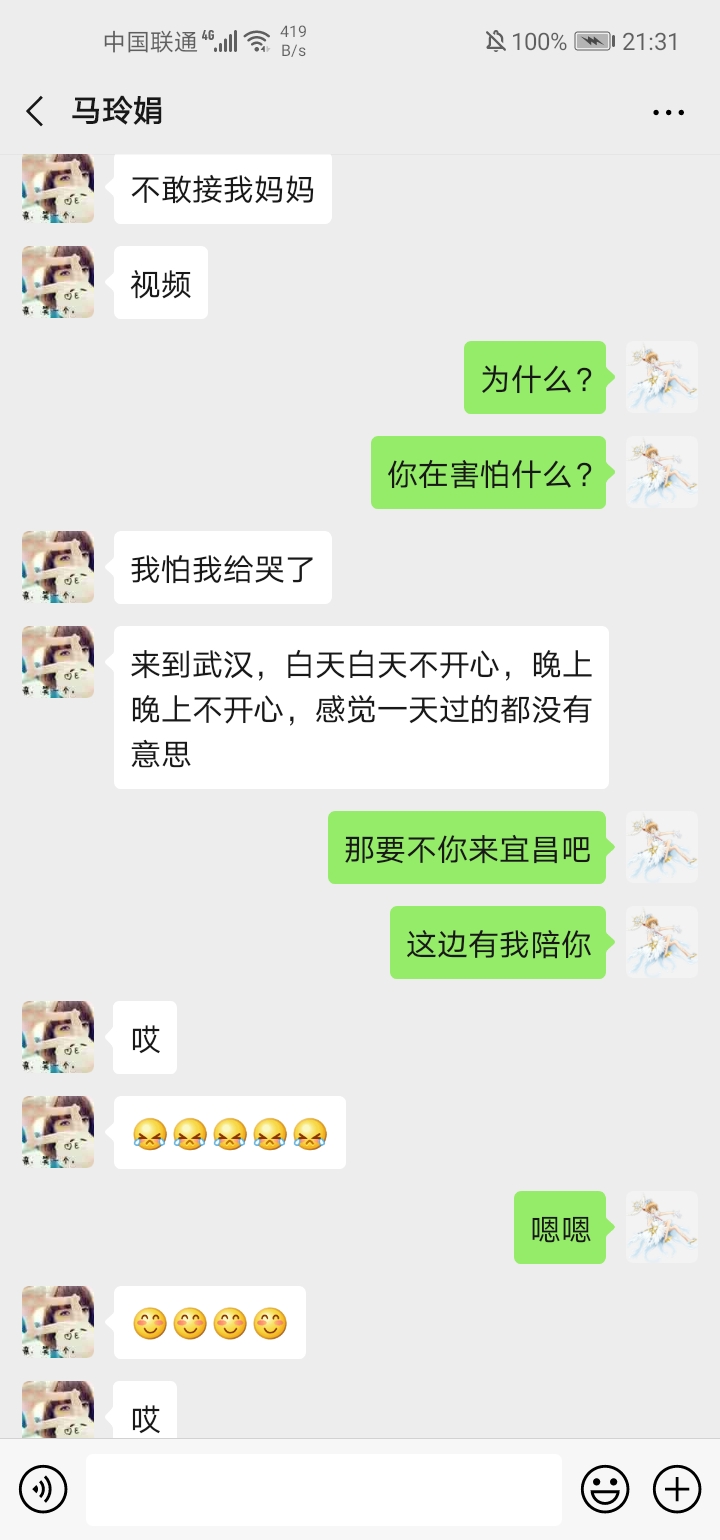 中国联通 4G 419 B/s 100% 21:31
马玲娟
不敢接我妈妈
视频
为什么?
你在害怕什么?
我怕我给哭了
来到武汉，白天白天不开心，晚上
晚上不开心，感觉一天过的都没有
意思
那要不你来宜昌吧
这边有我陪你
哎
嗯嗯
哎